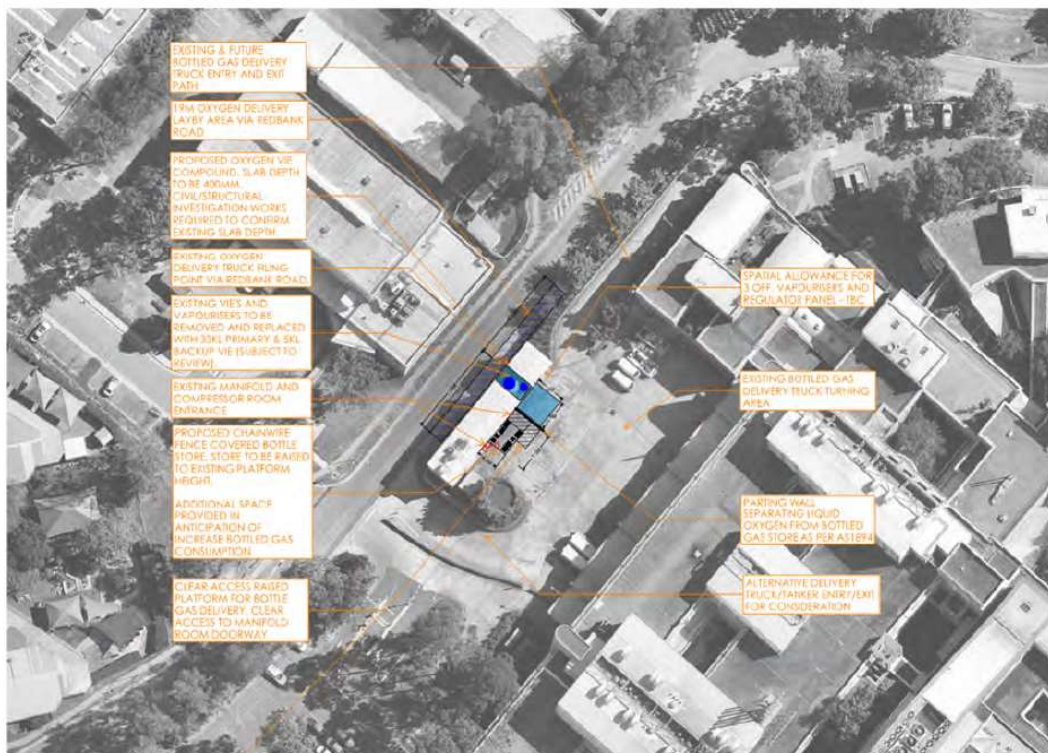 EXISTING & FUTURE
BOTTLED GAS DELIVERY
TRUCK ENTRY AND EXIT
PATH
19M OXYGEN DELIVERY
LAYBY AREA VIA REDBANK
ROAD
PROPOSED OXYGEN VIE
COMPOUND, SLAB DEPTH
TO BE 400MM.
CIVIL/STRUCTURAL
INVESTIGATION WORKS
REQUIRED TO CONFIRM
EXISTING SLAB DEPTH
EXISTING OXYGEN
DELIVERY TRUCK FILING
POINT VIA REDBANK ROAD
EXISTING VIE'S AND
VAPOURISERS TO BE
REMOVED AND REPLACED
WITH 33KL PRIMARY & 5KL
BACKUP VIE (SUBJECT TO
REVIEW).
EXISTING MANIFOLD AND
COMPRESSOR ROOM
ENTRANCE
PROPOSED CHAINWIRE
FENCE COVERED BOTTLE
STORE. STORE TO BE RAISED
TO EXISTING PLATFORM
HEIGHT.
ADDITIONAL SPACE
PROVIDED IN
ANTICIPATION OF
INCREASE BOTTLED GAS
CONSUMPTION.
CLEAR ACCESS RAISED
PLATFORM FOR BOTTLE
GAS DELIVERY. CLEAR
ACCESS TO MANIFOLD
ROOM DOORWAY
SPATIAL ALLOWANCE FOR
3 OFF. VAPOURISERS AND
REGULATOR PANEL - TBC
EXISTING BOTTLED GAS
DELIVERY TRUCK TURNING
AREA
PARTING WALL
SEPARATING LIQUID
OXYGEN FROM BOTTLED
GAS STORE AS PER AS1894
ALTERNATIVE DELIVERY
TRUCK/TANKER ENTRY/EXIT
FOR CONSIDERATION